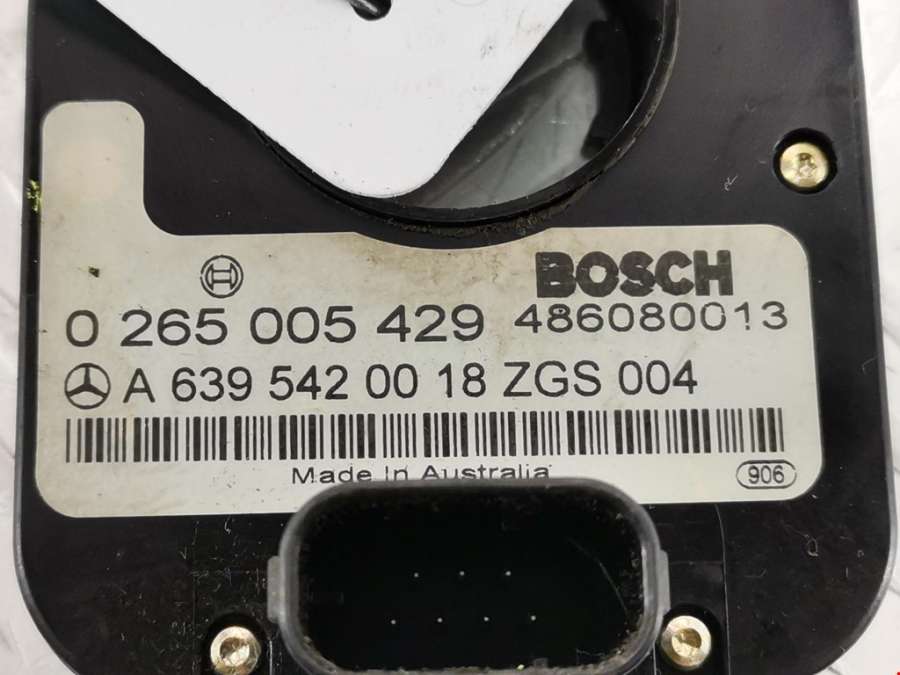 BOSCH
0 265 005 429 486080013
A 639 542 00 18 ZGS 004
Made In Australia
906